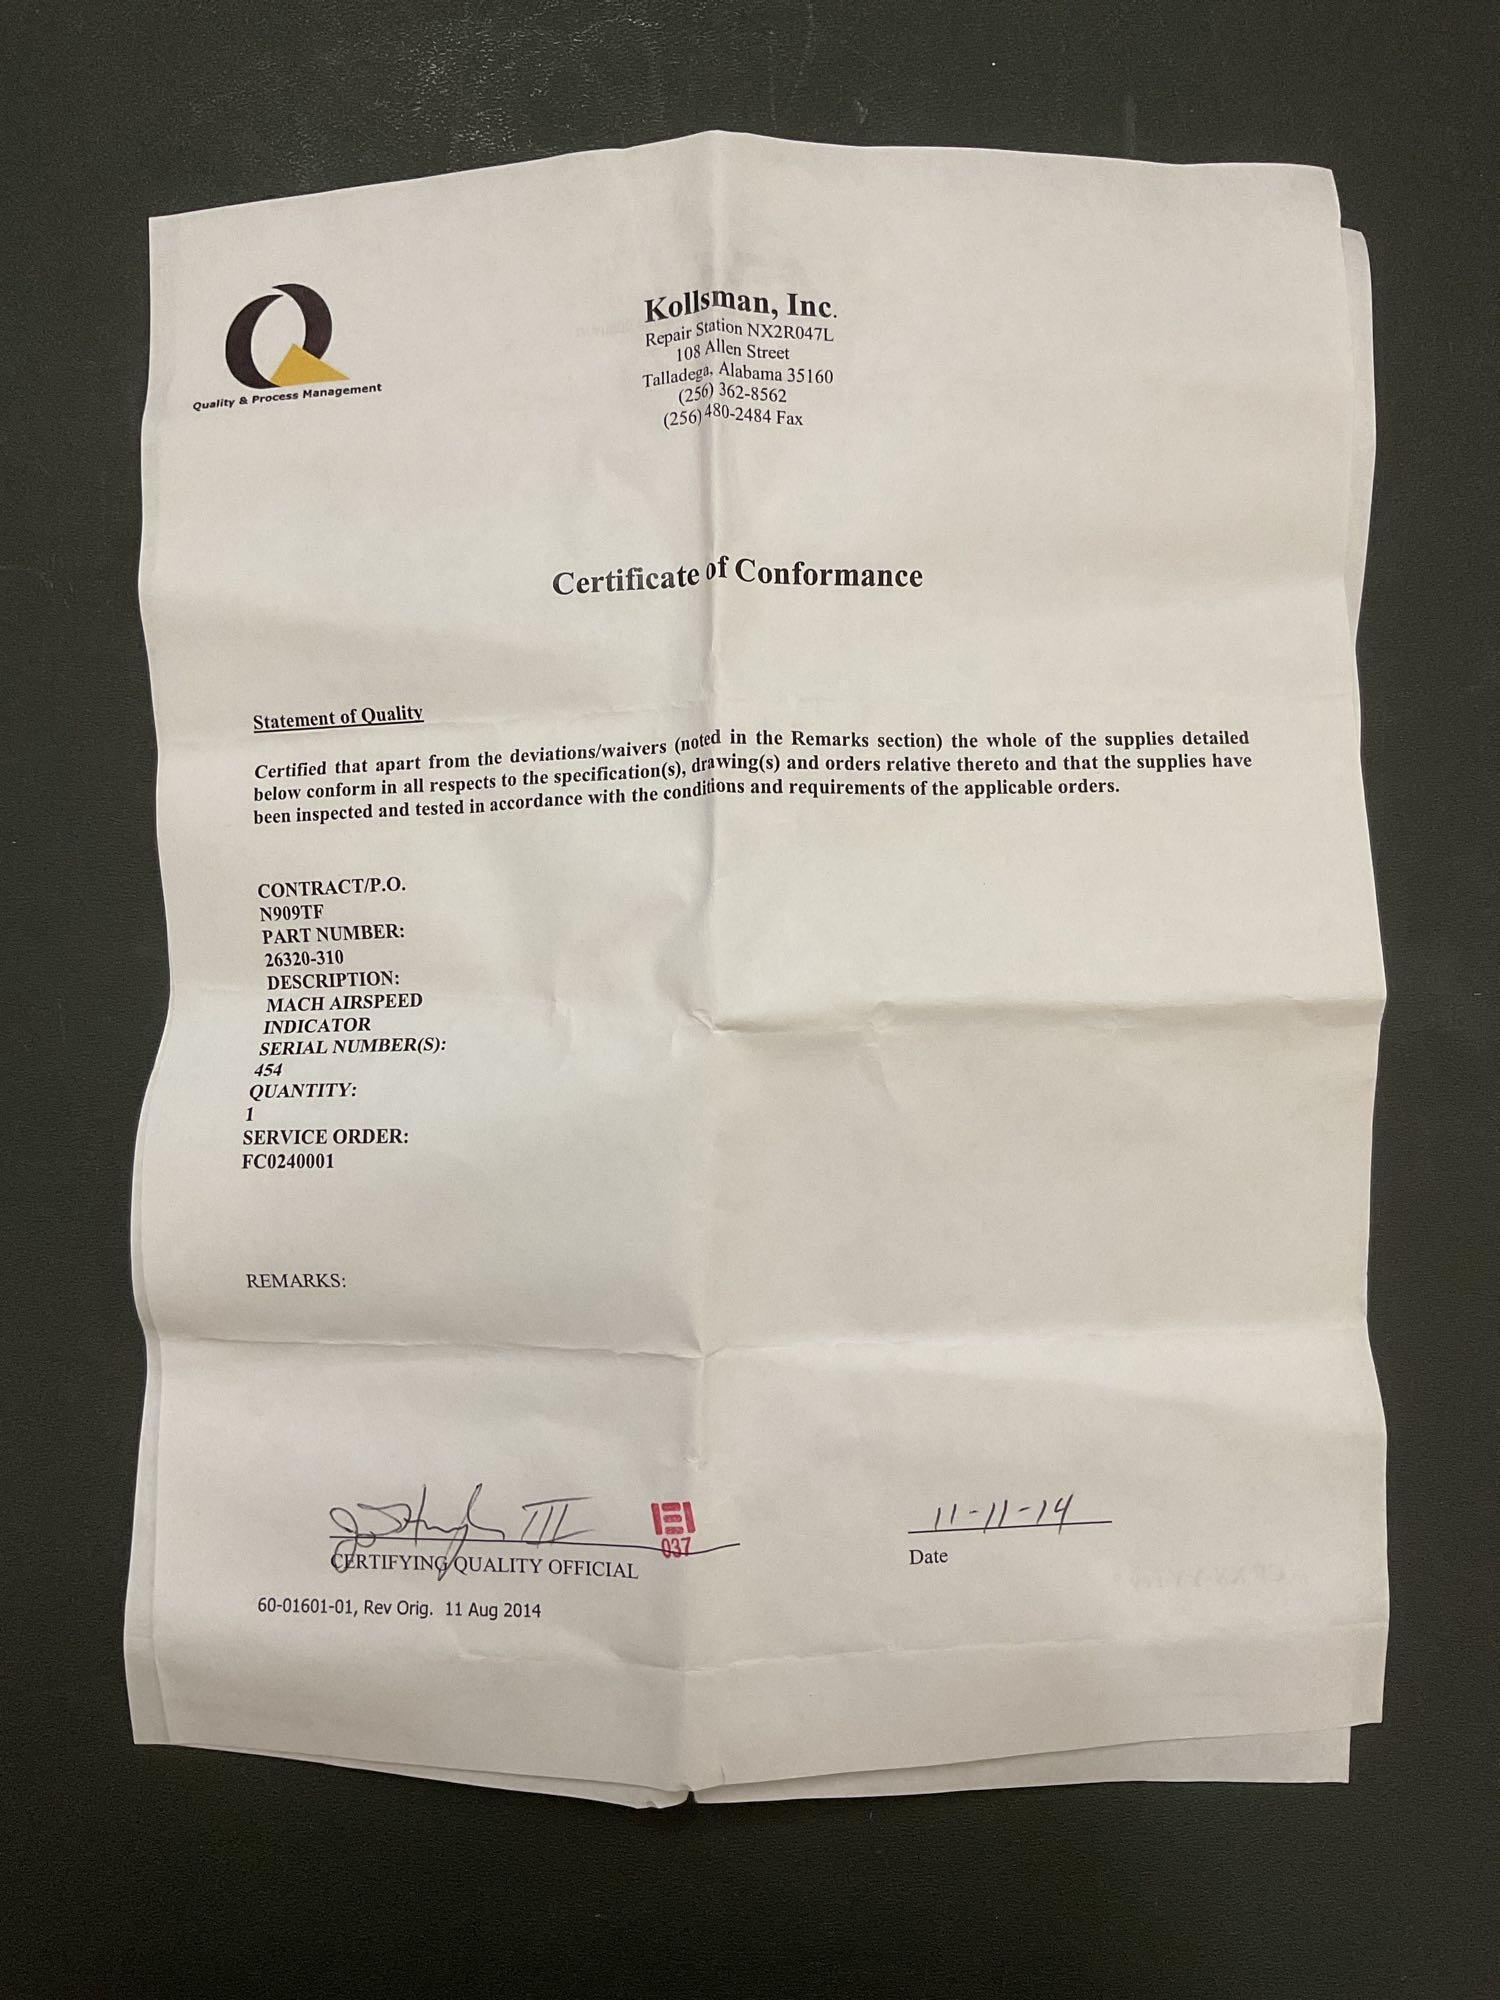 Quality & Process Management
Kollsman, Inc.
Repair Station NX2R047L
108 Allen Street
Talladega, Alabama 35160
(256) 362-8562
(256) 480-2484 Fax
Certificate of Conformance
Statement of Quality
Certified that apart from the deviations/waivers (noted in the Remarks section) the whole of the supplies detailed
below conform in all respects to the specification(s), drawing(s) and orders relative thereto and that the supplies have
been inspected and tested in accordance with the conditions and requirements of the applicable orders.
CONTRACT/P.O.
N909TF
PART NUMBER:
26320-310
DESCRIPTION:
MACH AIRSPEED
INDICATOR
SERIAL NUMBER(S):
454
QUANTITY:
1
SERVICE ORDER:
FC0240001
REMARKS:
III
037
11-11-14
CERTIFYING QUALITY OFFICIAL
Date
60-01601-01, Rev Orig. 11 Aug 2014